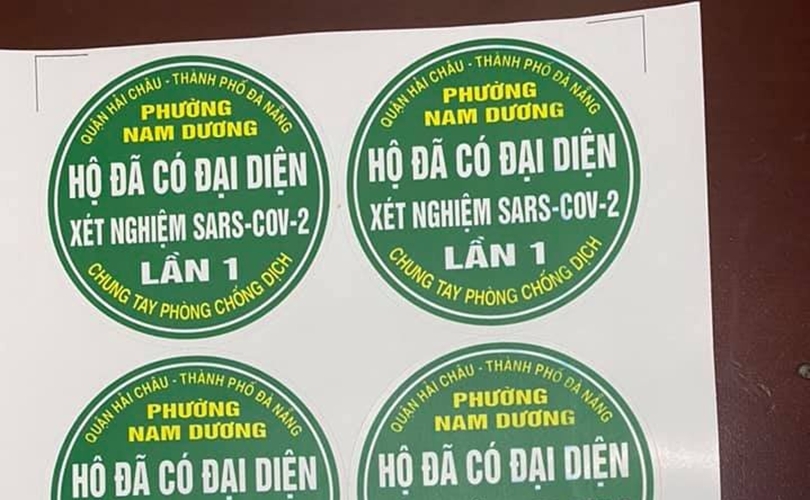 QUẬN HẢI CHÂU - THÀNH PHỐ ĐÀ NẴNG
PHƯỜNG
NAM DƯƠNG
HỘ ĐÃ CÓ ĐẠI DIỆN
XÉT NGHIỆM SARS-COV-2
LẦN 1
CHUNG TAY PHÒNG CHỐNG DỊCH
QUẬN HẢI CHÂU - THÀNH PHỐ ĐÀ NẴNG
PHƯỜNG
NAM DƯƠNG
HỘ ĐÃ CÓ ĐẠI DIỆN
XÉT NGHIỆM SARS-COV-2
LẦN 1
CHUNG TAY PHÒNG CHỐNG DỊCH
QUẬN HẢI CHÂU - THÀNH PHỐ ĐÀ NẴNG
PHƯỜNG
NAM DƯƠNG
HỘ ĐÃ CÓ ĐẠI DIỆN
QUẬN HẢI CHÂU - THÀNH PHỐ ĐÀ NẴNG
PHƯỜNG
NAM DƯƠNG
HỘ ĐÃ CÓ ĐẠI DIỆN